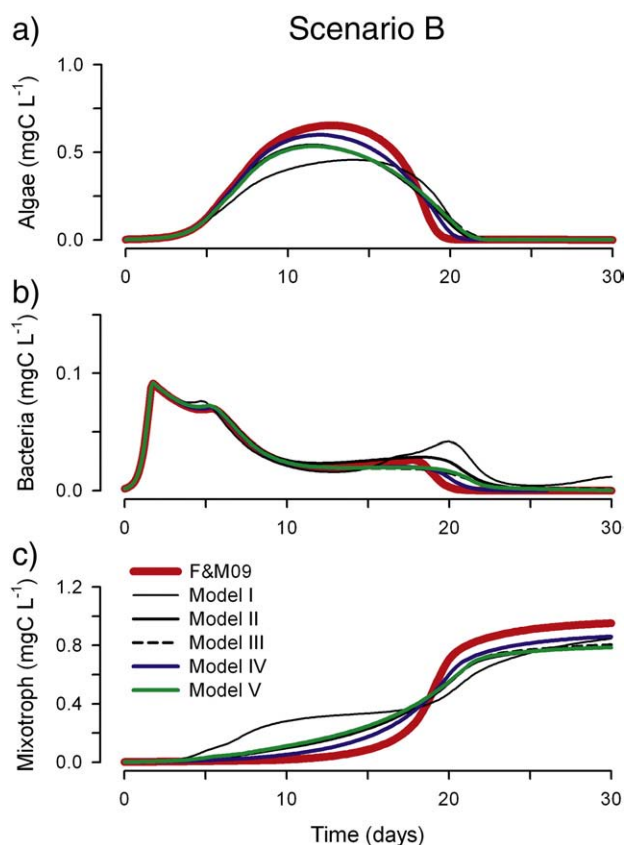 a) Scenario B
1.0
0.5
0.0
Algae (mgC L⁻¹)
0 10 20 30
b)
0.1
0.0
Bacteria (mgC L⁻¹)
0 10 20 30
c)
1.2
0.8
0.4
0.0
Mixotroph (mgC L⁻¹)
F&M09
Model I
Model II
Model III
Model IV
Model V
0 10 20 30
Time (days)